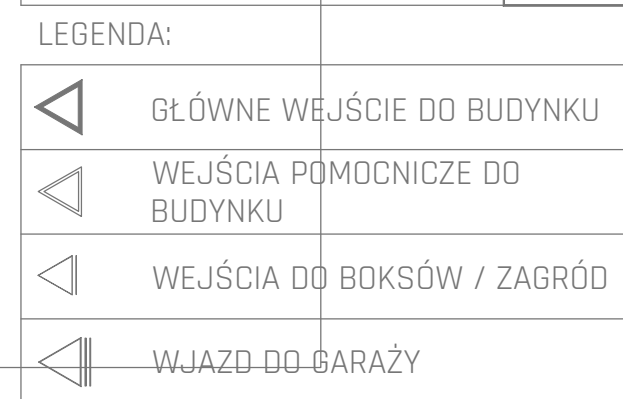 LEGENDA:
GŁÓWNE WEJŚCIE DO BUDYNKU
WEJŚCIA POMOCNICZE DO
BUDYNKU
WEJŚCIA DO BOKSÓW / ZAGRÓD
WJAZD DO GARAŻY